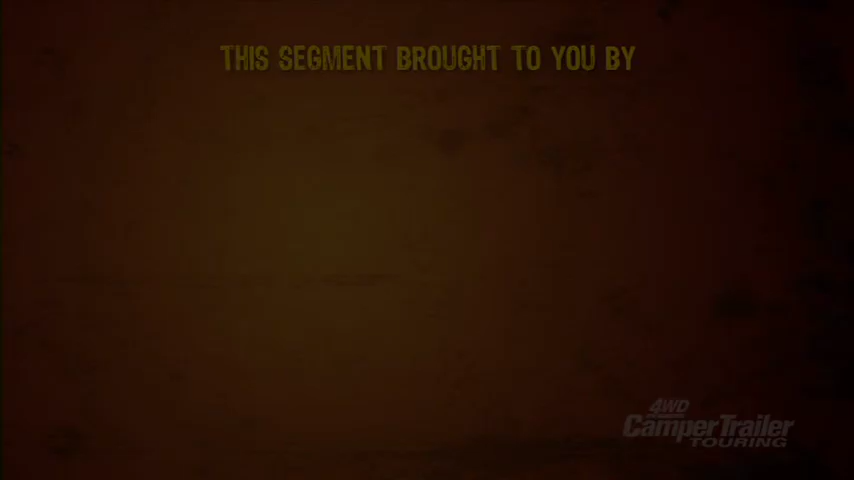 THIS SEGMENT BROUGHT TO YOU BY
4WD
CamperTrailer
TOURING